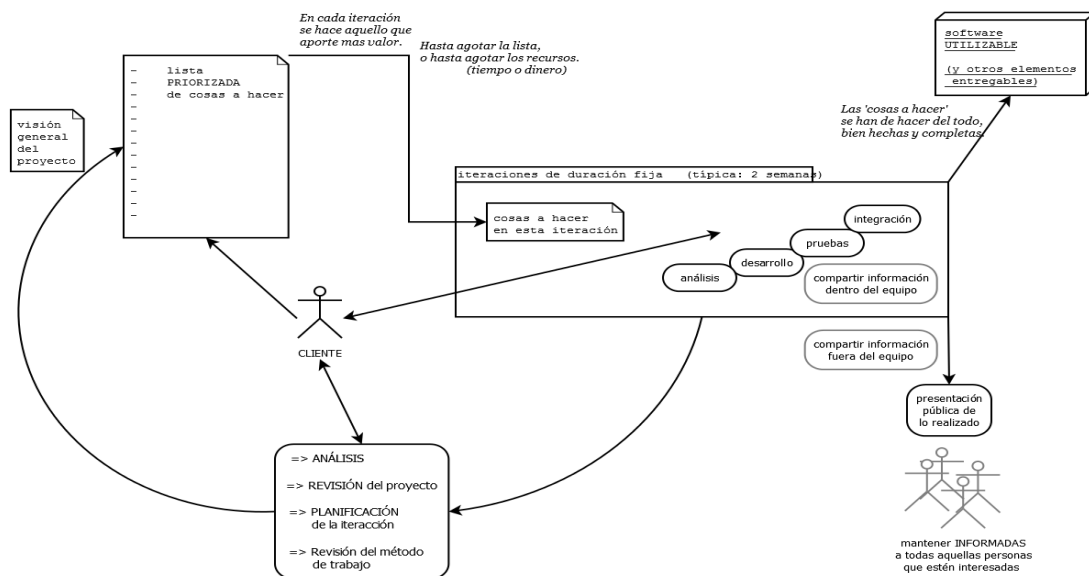 En cada iteración
se hace aquello que
aporte mas valor.
Hasta agotar la lista,
o hasta agotar los recursos.
(tiempo o dinero)
software
UTILIZABLE
(y otros elementos
entregables)
lista
PRIORIZADA
de cosas a hacer
visión
general
del
proyecto
Las 'cosas a hacer'
se han de hacer del todo,
bien hechas y completas.
iteraciones de duración fija (típica: 2 semanas)
cosas a hacer
en esta iteración
integración
pruebas
desarrollo
análisis
compartir información
dentro del equipo
CLIENTE
compartir información
fuera del equipo
presentación
pública de
lo realizado
=> ANÁLISIS
=> REVISIÓN del proyecto
=> PLANIFICACIÓN
de la iteracción
=> Revisión del método
de trabajo
mantener INFORMADAS
a todas aquellas personas
que estén interesadas